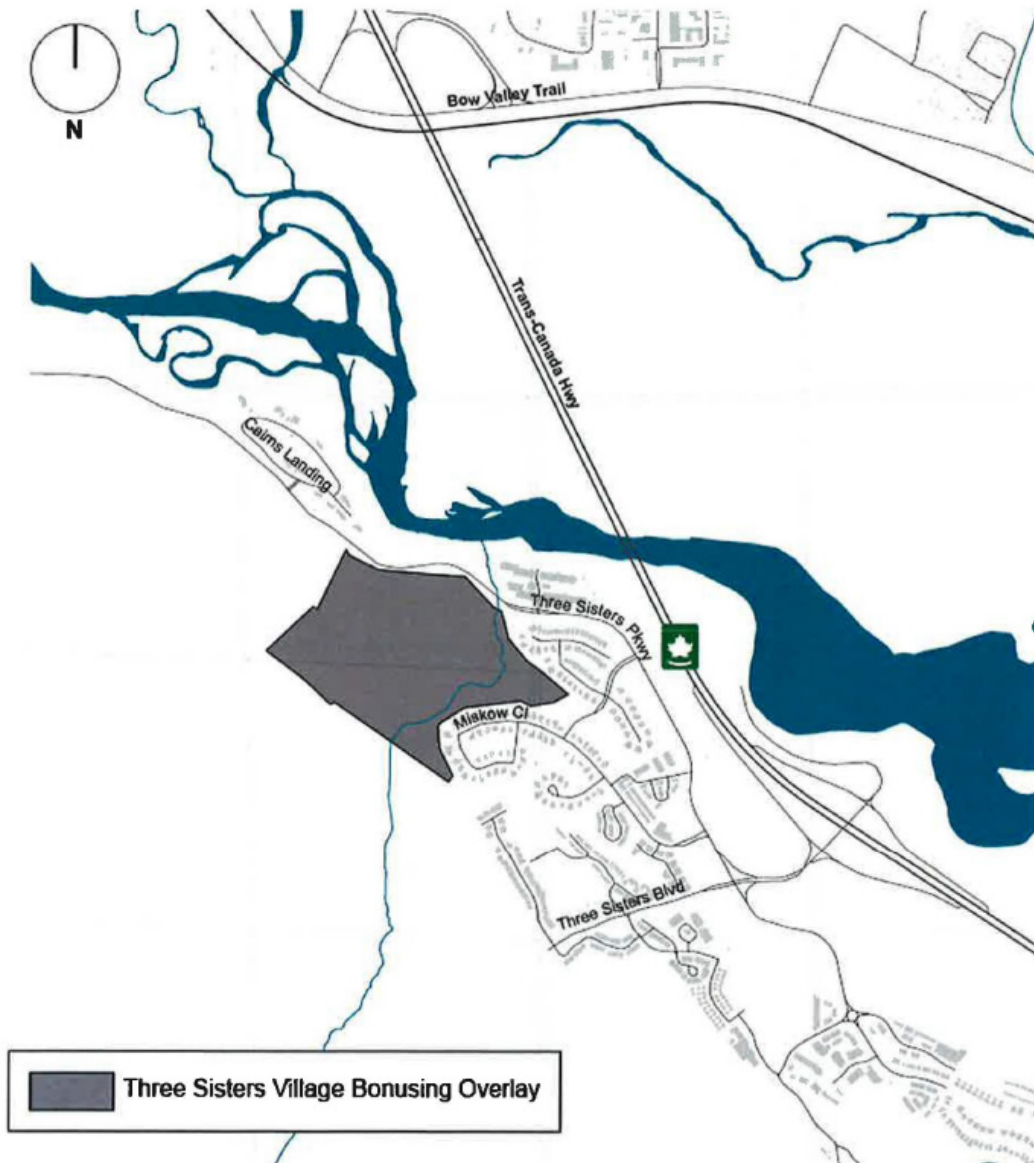 N
Bow Valley Trail
Trans-Canada Hwy
Cairns Landing
Three Sisters Pkwy
Miskow Cl
Three Sisters Blvd
Three Sisters Village Bonusing Overlay